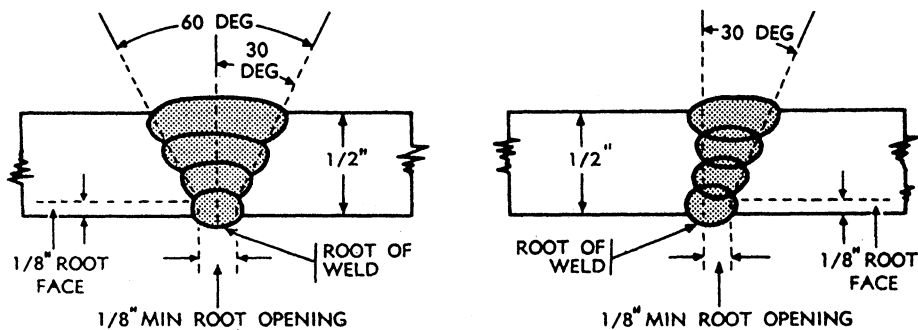 60 DEG
30
DEG
1/2"
1/8" ROOT
FACE
ROOT OF
WELD
1/8" MIN ROOT OPENING
30 DEG
1/2"
ROOT OF
WELD
1/8" ROOT
FACE
1/8" MIN ROOT OPENING